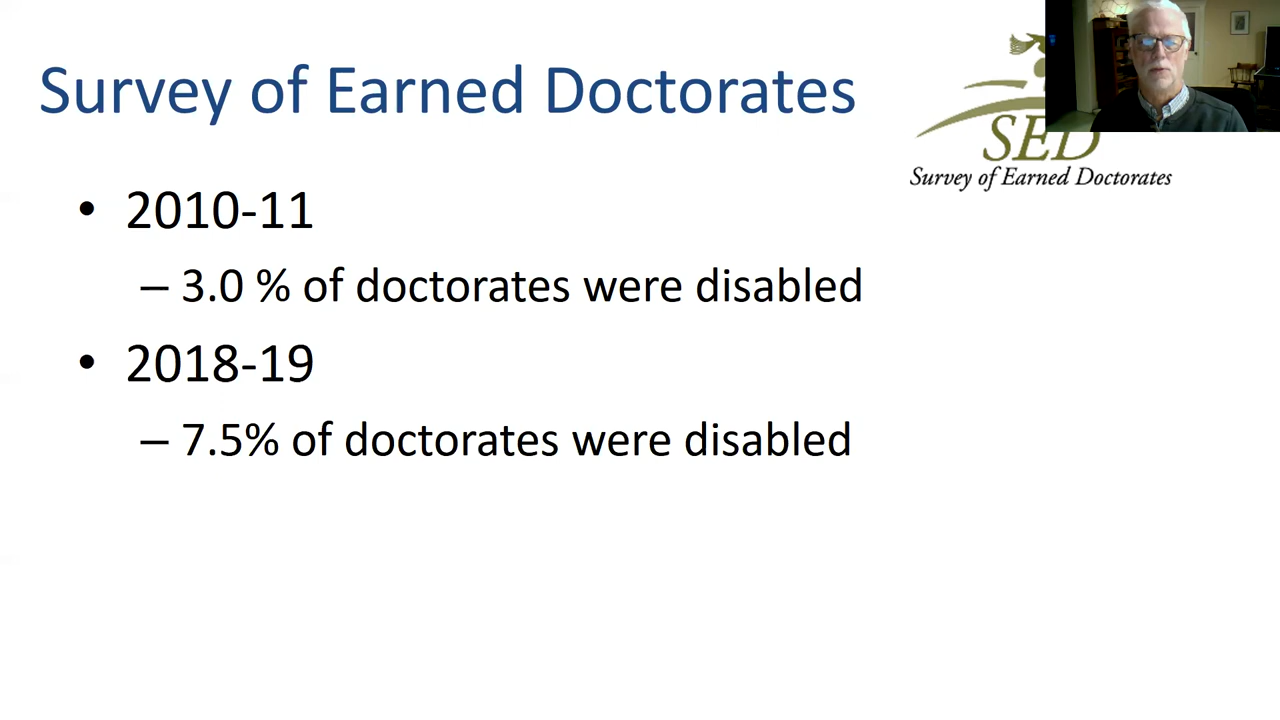 Survey of Earned Doctorates
SED
Survey of Earned Doctorates
• 2010-11
– 3.0 % of doctorates were disabled
• 2018-19
– 7.5% of doctorates were disabled